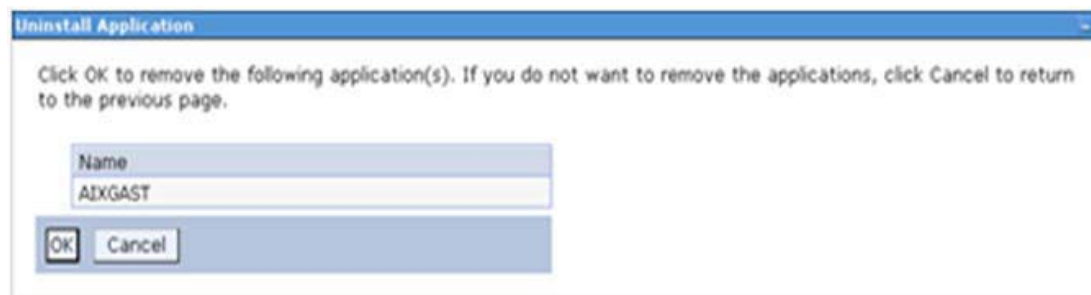 Uninstall Application
Click OK to remove the following application(s). If you do not want to remove the applications, click Cancel to return
to the previous page.
Name
AIXGAST
OK Cancel